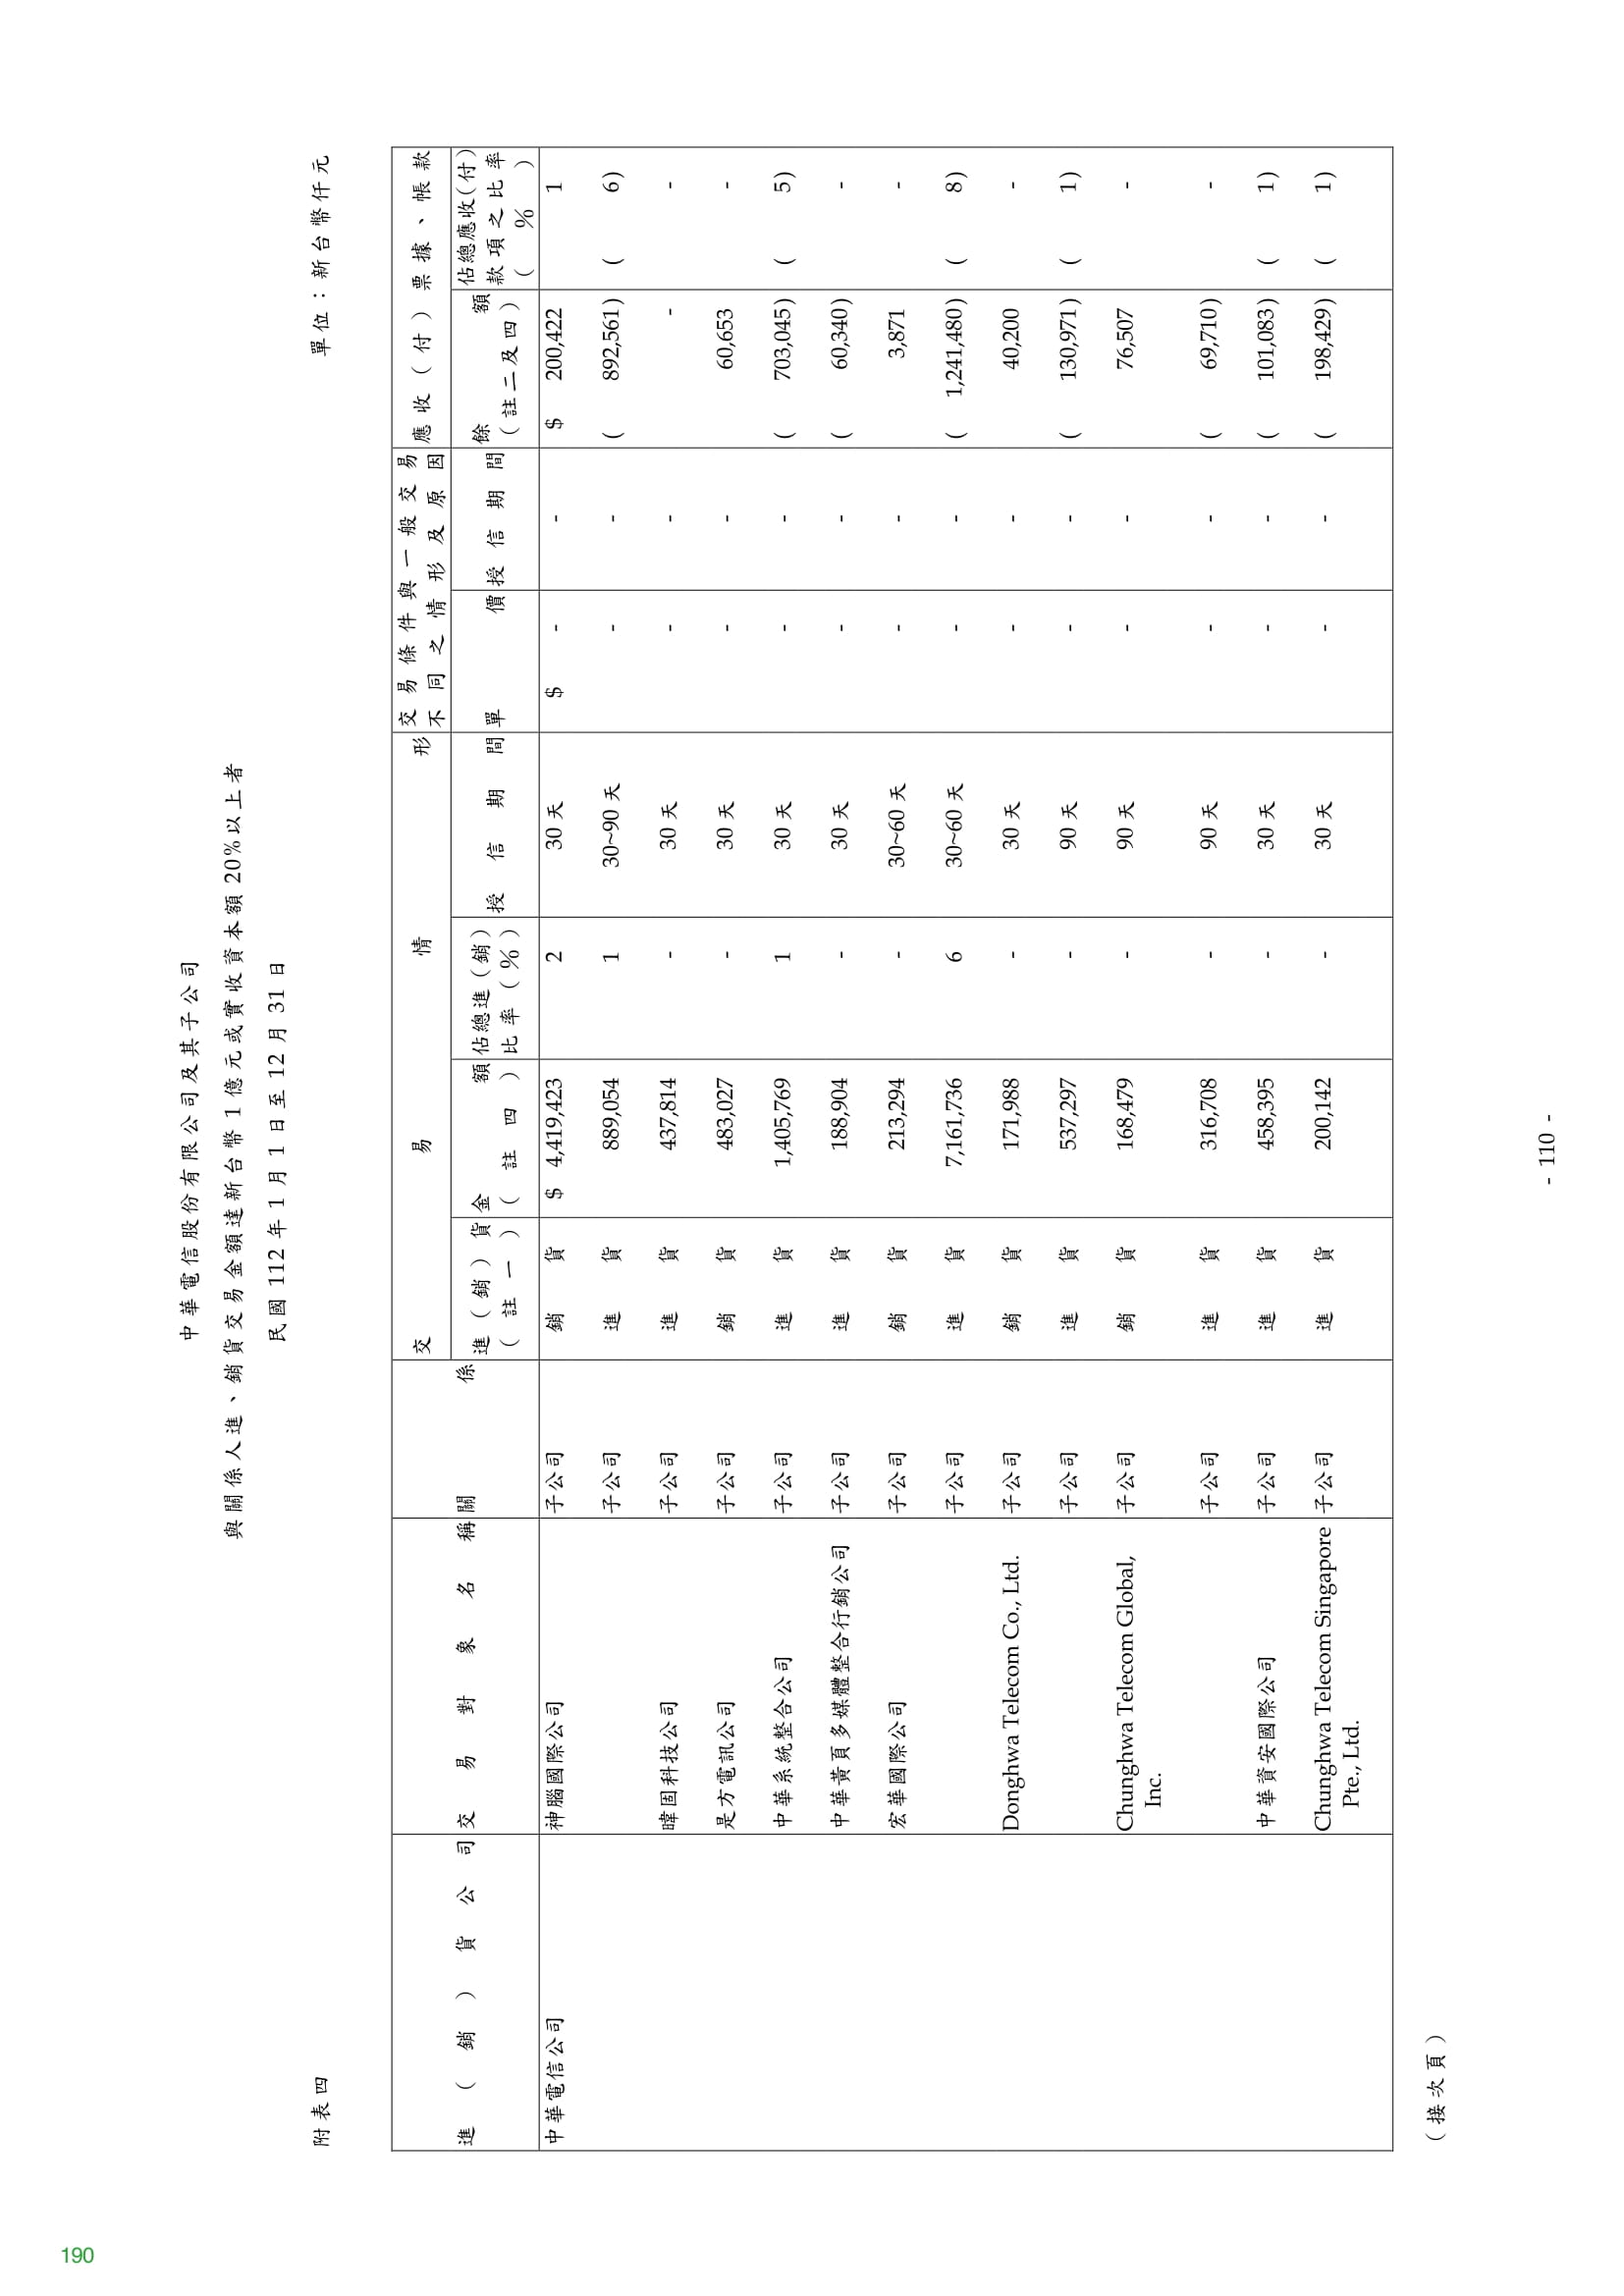 附表四
中華電信股份有限公司及其子公司
與關係人進、銷貨交易金額達新台幣 1 億元或實收資本額 20%以上者
民國 112 年 1 月 1 日至 12 月 31 日
單位：新台幣仟元
進（銷）貨公司 交易對象名稱 關係 交易情形 交易條件與一般交易不同之情形及原因 應收（付）票據、帳款
進（銷）貨（註一） 金額（註四） 佔總進（銷）比率（%） 授信期間 單價 授信期間 餘額（註二及四） 佔總應收（付）款項之比率（%）
中華電信公司 神腦國際公司 子公司 銷貨 $ 4,419,423 2 30 天 $ - - $ 200,422 1
子公司 進貨 889,054 1 30~90 天 - - ( 892,561) ( 6)
暐固科技公司 子公司 進貨 437,814 - 30 天 - - - -
是方電訊公司 子公司 銷貨 483,027 - 30 天 - - 60,653 -
中華系統整合公司 子公司 進貨 1,405,769 1 30 天 - - ( 703,045) ( 5)
中華黃頁多媒體整合行銷公司 子公司 進貨 188,904 - 30 天 - - ( 60,340) -
宏華國際公司 子公司 銷貨 213,294 - 30~60 天 - - 3,871 -
子公司 進貨 7,161,736 6 30~60 天 - - ( 1,241,480) ( 8)
Donghwa Telecom Co., Ltd. 子公司 銷貨 171,988 - 30 天 - - 40,200 -
子公司 進貨 537,297 - 90 天 - - ( 130,971) ( 1)
Chunghwa Telecom Global, 子公司 銷貨 168,479 - 90 天 - - 76,507 -
Inc.
子公司 進貨 316,708 - 90 天 - - ( 69,710) -
中華資安國際公司 子公司 進貨 458,395 - 30 天 - - ( 101,083) ( 1)
Chunghwa Telecom Singapore 子公司 進貨 200,142 - 30 天 - - ( 198,429) ( 1)
Pte., Ltd.
（接次頁）
- 110 -
190